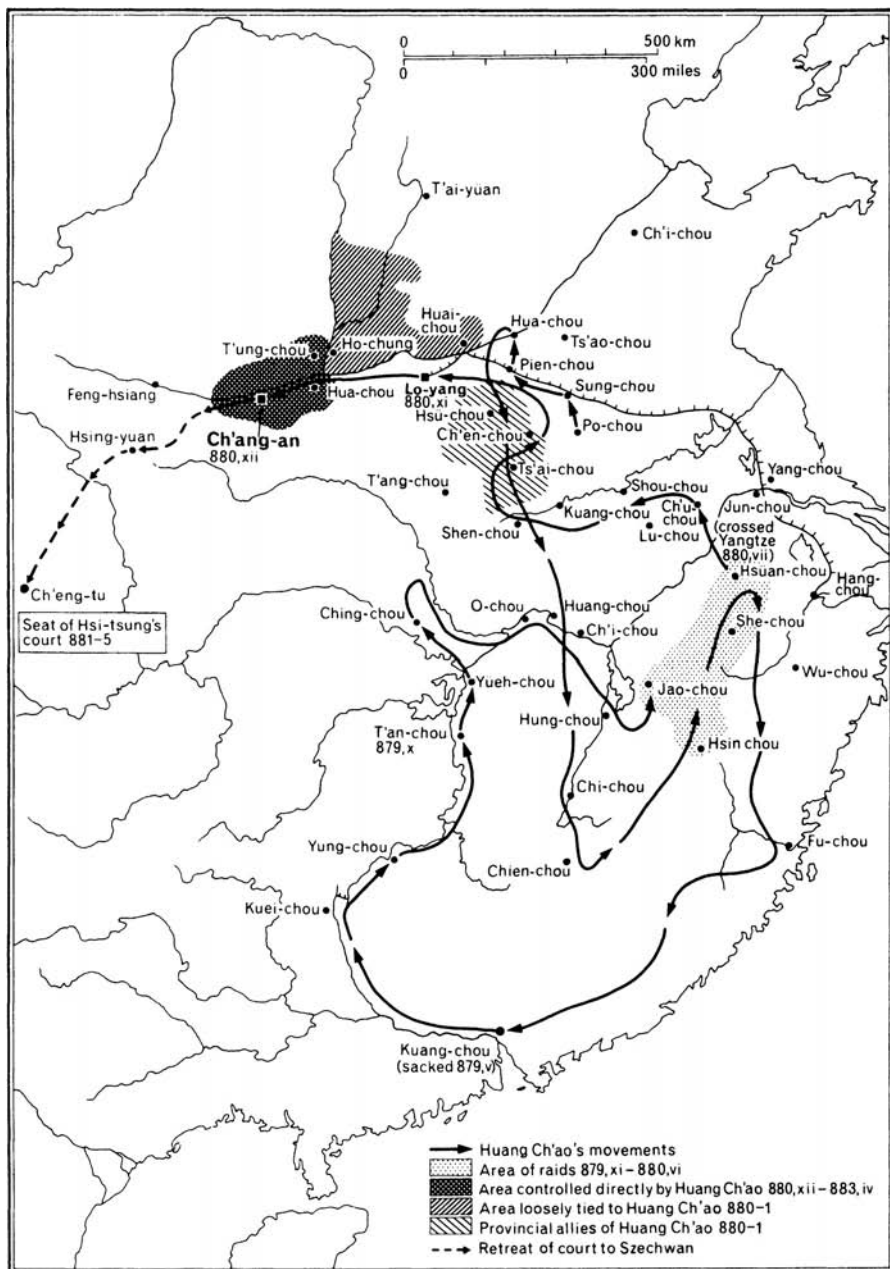 0 500 km
0 300 miles
T'ai-yüan
Ch'i-chou
Huai-
chou
Hua-chou
Ts'ao-chou
T'ung-chou
Ho-chung
Pien-chou
Sung-chou
Feng-hsiang
Hua-chou
Lo-yang
880,xi
Hsü-chou
Po-chou
Hsing-yuan
Ch'ang-an
880,xii
Ch'en-chou
Ts'ai-chou
T'ang-chou
Shou-chou
Yang-chou
Kuang-chou
Ch'u-
chou
Jun-chou
Shen-chou
Lu-chou
(crossed
Yangtze
880,vii)
Hsüan-chou
Hang-
chou
Ch'eng-tu
Seat of Hsi-tsung's
court 881-5
Ching-chou
O-chou
Huang-chou
Ch'i-chou
She-chou
Yueh-chou
Jao-chou
Wu-chou
T'an-chou
879,x
Hung-chou
Hsin chou
Chi-chou
Yung-chou
Chien-chou
Fu-chou
Kuei-chou
Kuang-chou
(sacked 879,v)
Huang Ch'ao's movements
Area of raids 879,xi–880,vi
Area controlled directly by Huang Ch'ao 880,xii–883,iv
Area loosely tied to Huang Ch'ao 880-1
Provincial allies of Huang Ch'ao 880-1
Retreat of court to Szechwan